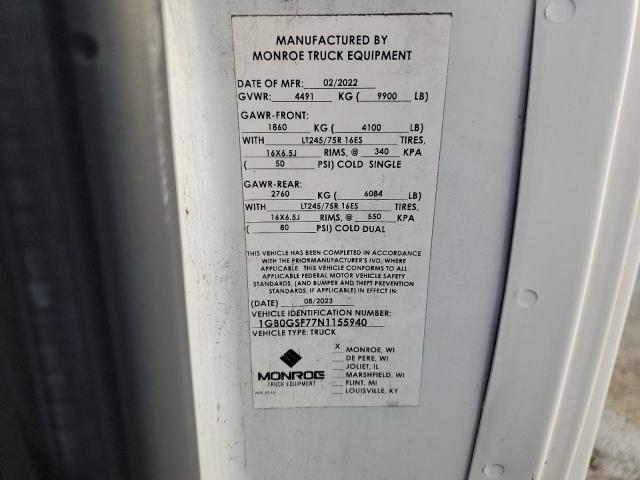 MANUFACTURED BY
MONROE TRUCK EQUIPMENT
DATE OF MFR: 02/2022
GVWR: 4491 KG ( 9900 LB)
GAWR-FRONT:
1860 KG ( 4100 LB)
WITH LT245/75R 16ES TIRES,
16X6.5J RIMS, @ 340 KPA
( 50 PSI) COLD SINGLE
GAWR-REAR:
2760 KG ( 6084 LB)
WITH LT245/75R 16ES TIRES,
16X6.5J RIMS, @ 550 KPA
( 80 PSI) COLD DUAL
THIS VEHICLE HAS BEEN COMPLETED IN ACCORDANCE
WITH THE PRIORMANUFACTURER'S IVD, WHERE
APPLICABLE. THIS VEHICLE CONFORMS TO ALL
APPLICABLE FEDERAL MOTOR VEHICLE SAFETY
STANDARDS. (AND BUMPER AND THEFT PREVENTION
STANDARDS IF APPLICABLE) IN EFFECT IN:
(DATE) 08/2023
VEHICLE IDENTIFICATION NUMBER:
1GB0GSF77N1155940
VEHICLE TYPE: TRUCK
X MONROE, WI
DE PERE, WI
JOLIET, IL
MARSHFIELD, WI
FLINT, MI
LOUISVILLE, KY
MONROE
TRUCK EQUIPMENT